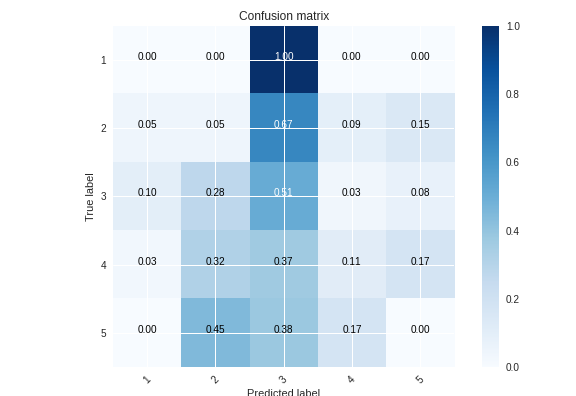 Confusion matrix
1.0
1 0.00 0.00 1.00 0.00 0.00
0.8
2 0.05 0.05 0.67 0.09 0.15
0.6
True label
3 0.10 0.28 0.51 0.03 0.08
0.4
4 0.03 0.32 0.37 0.11 0.17
0.2
5 0.00 0.45 0.38 0.17 0.00
0.0
1 2 3 4 5
Predicted label